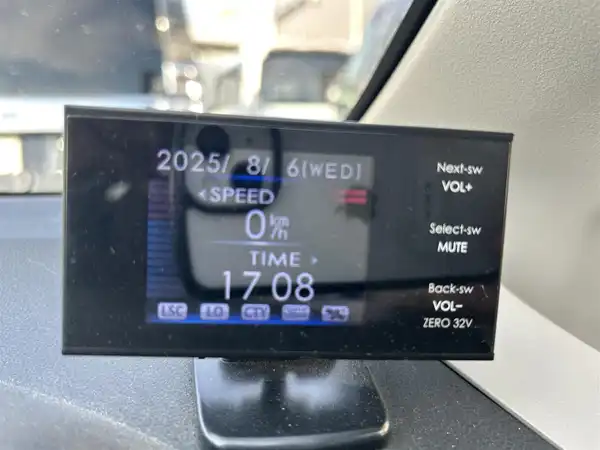 2025/ 8/ 6(WED)
SPEED
0 km/h
TIME
17 08
LSC
LO
CTY
Next-sw
VOL+
Select-sw
MUTE
Back-sw
VOL−
ZERO 32V